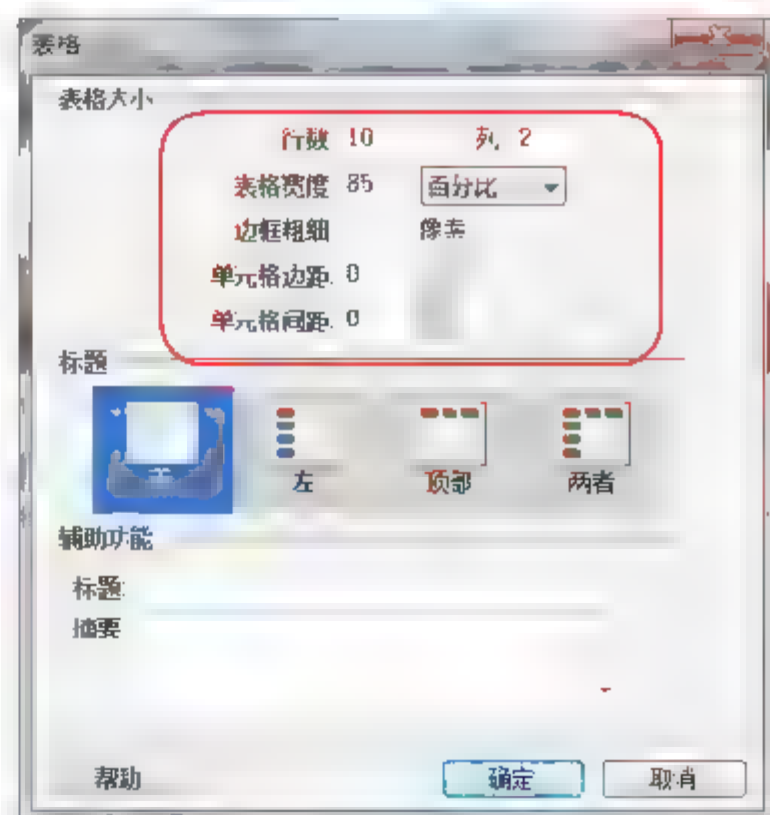 表格
表格大小
行数 10 列 2
表格宽度 85 百分比
边框粗细 像素
单元格边距: 0
单元格间距: 0
标题
左 顶部 两者
辅助功能
标题:
摘要
帮助 确定 取消